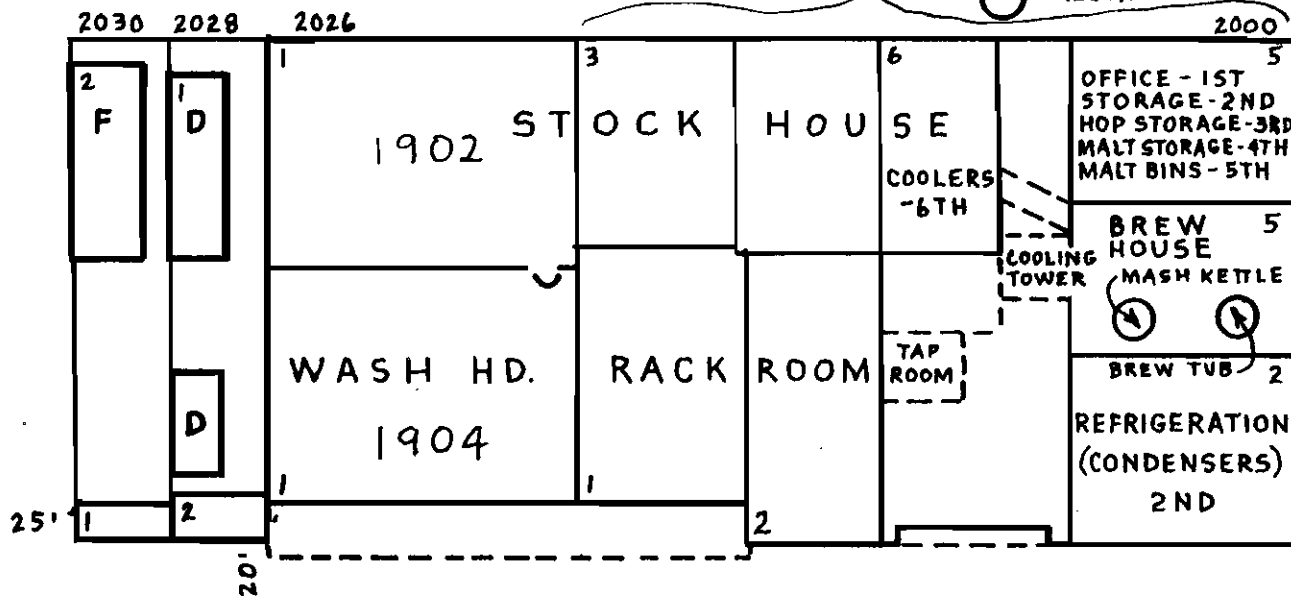 2030 2028 2026 2000
2 1 1 3 6 5
F D
1902
STOCK HOUSE
COOLERS
-6TH
OFFICE - 1ST
STORAGE - 2ND
HOP STORAGE - 3RD
MALT STORAGE - 4TH
MALT BINS - 5TH
BREW 5
HOUSE
COOLING
TOWER
MASH KETTLE
WASH HD. RACK ROOM
TAP
ROOM
BREW TUB 2
D
1904
REFRIGERATION
(CONDENSERS)
2ND
1 1
25' 1 2 2
20'